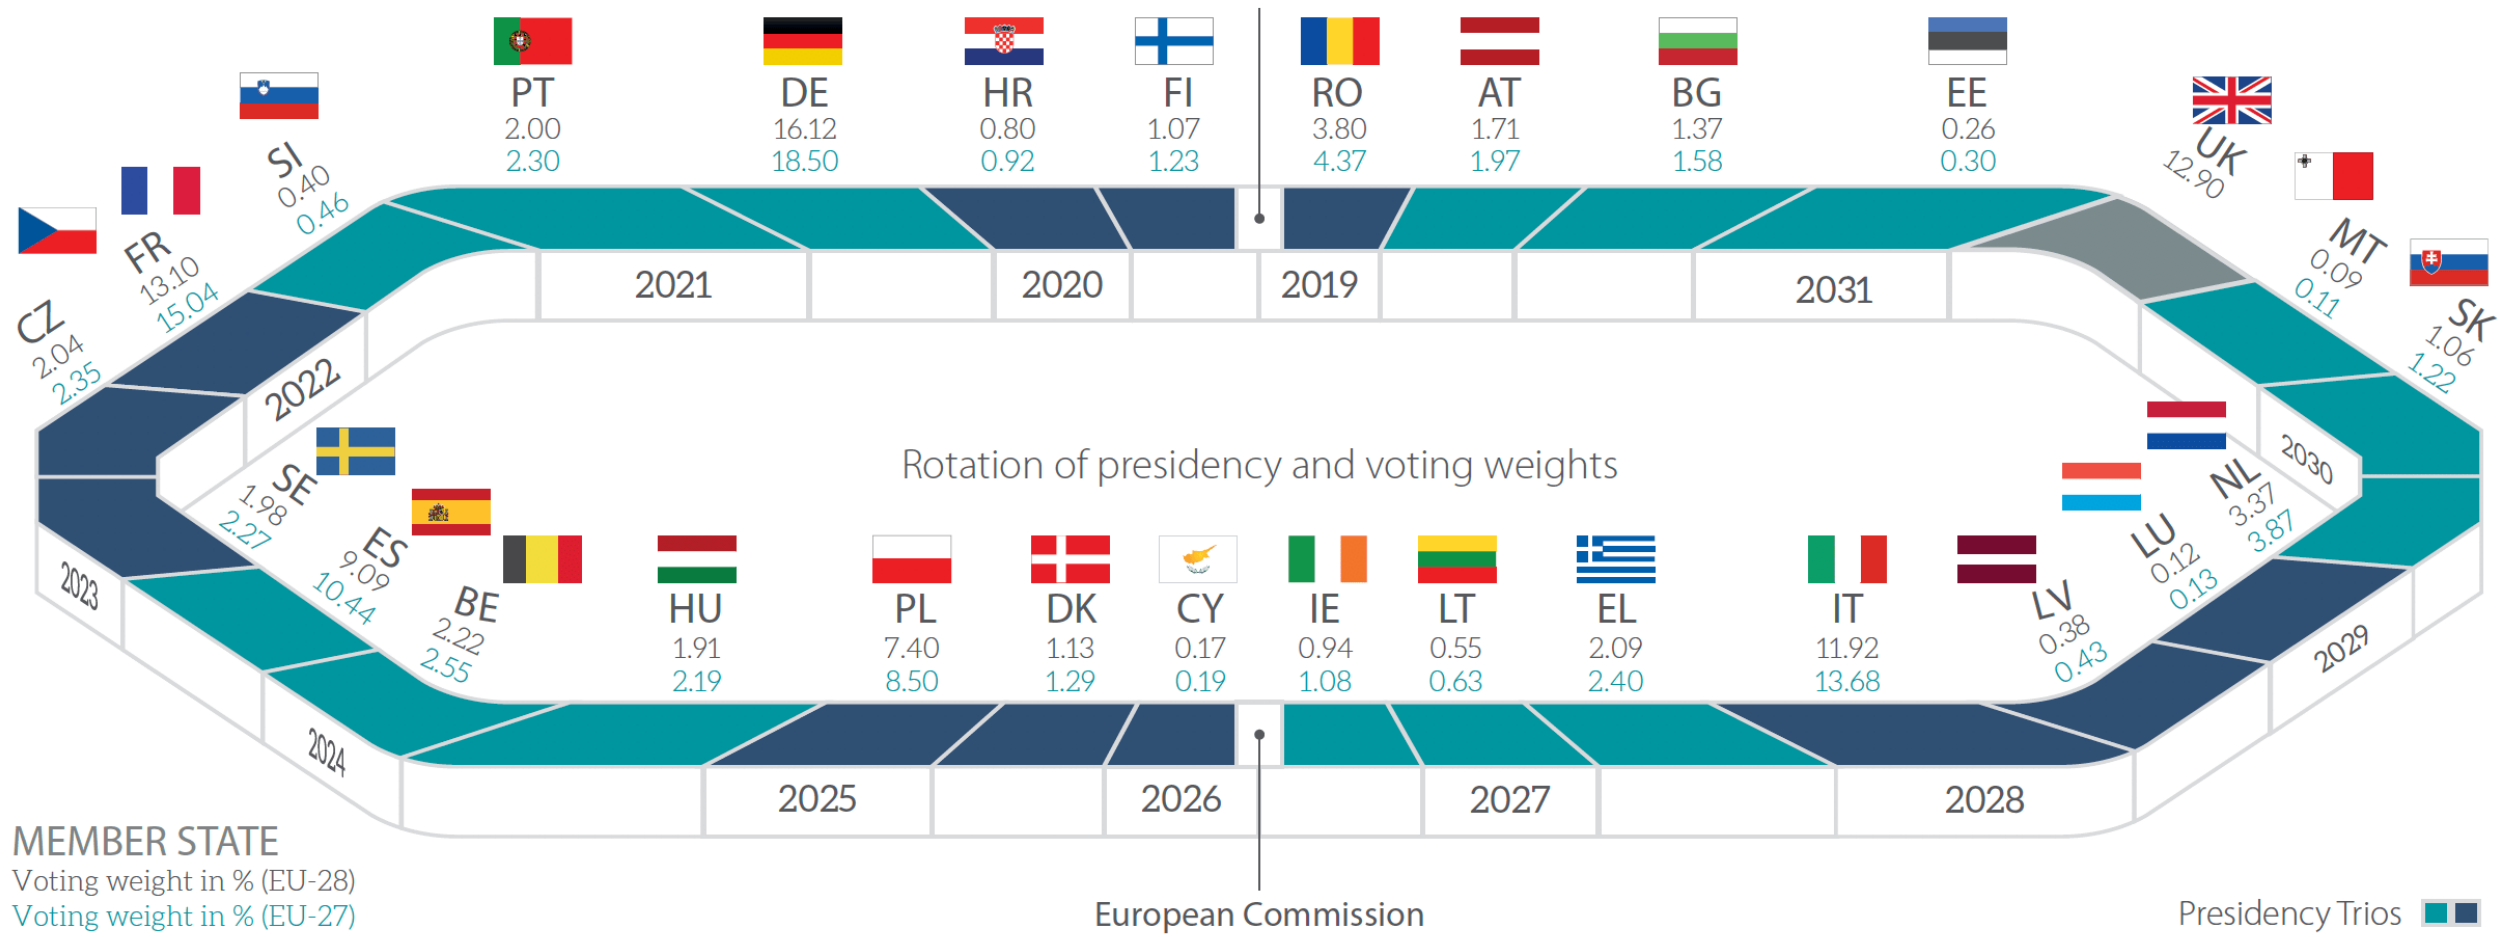 PT
2.00
2.30
DE
16.12
18.50
HR
0.80
0.92
FI
1.07
1.23
RO
3.80
4.37
AT
1.71
1.97
BG
1.37
1.58
EE
0.26
0.30
UK
12.90
MT
0.09
0.11
SK
1.06
1.22
SI
0.40
0.46
FR
13.10
15.04
CZ
2.04
2.35
2021
2020
2019
2031
2022
2030
Rotation of presidency and voting weights
SE
1.98
2.27
ES
9.09
10.44
BE
2.22
2.55
HU
1.91
2.19
PL
7.40
8.50
DK
1.13
1.29
CY
0.17
0.19
IE
0.94
1.08
LT
0.55
0.63
EL
2.09
2.40
IT
11.92
13.68
LV
0.38
0.43
LU
0.12
0.13
NL
3.37
3.87
2023
2024
2025
2026
2027
2028
2029
MEMBER STATE
Voting weight in % (EU-28)
Voting weight in % (EU-27)
European Commission
Presidency Trios